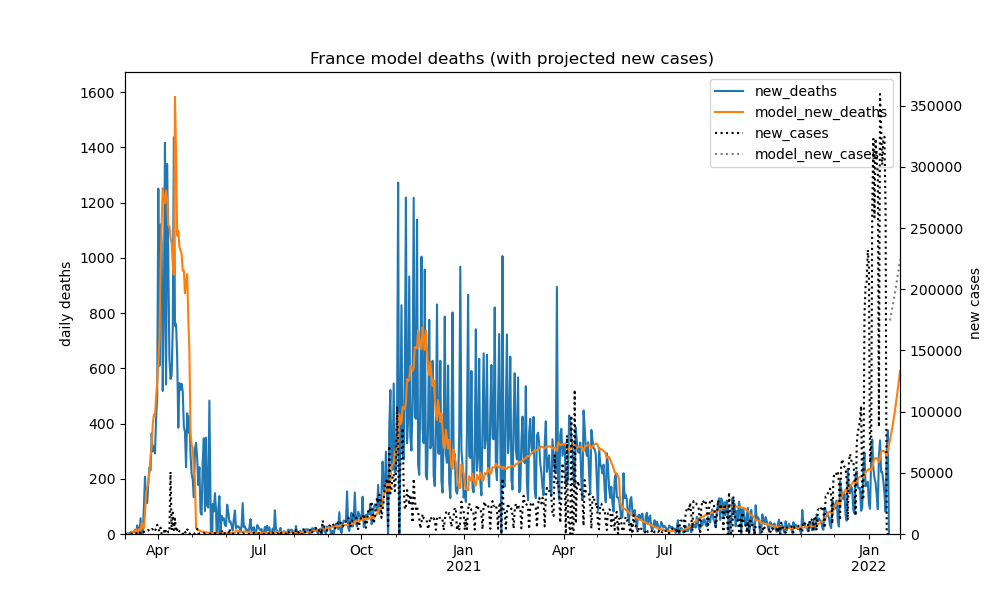 France model deaths (with projected new cases)
new_deaths
model_new_deaths
new_cases
model_new_cases
1600
1400
1200
1000
800
600
400
200
0
daily deaths
350000
300000
250000
200000
150000
100000
50000
0
new cases
Apr Jul Oct Jan Apr Jul Oct Jan
2021 2022